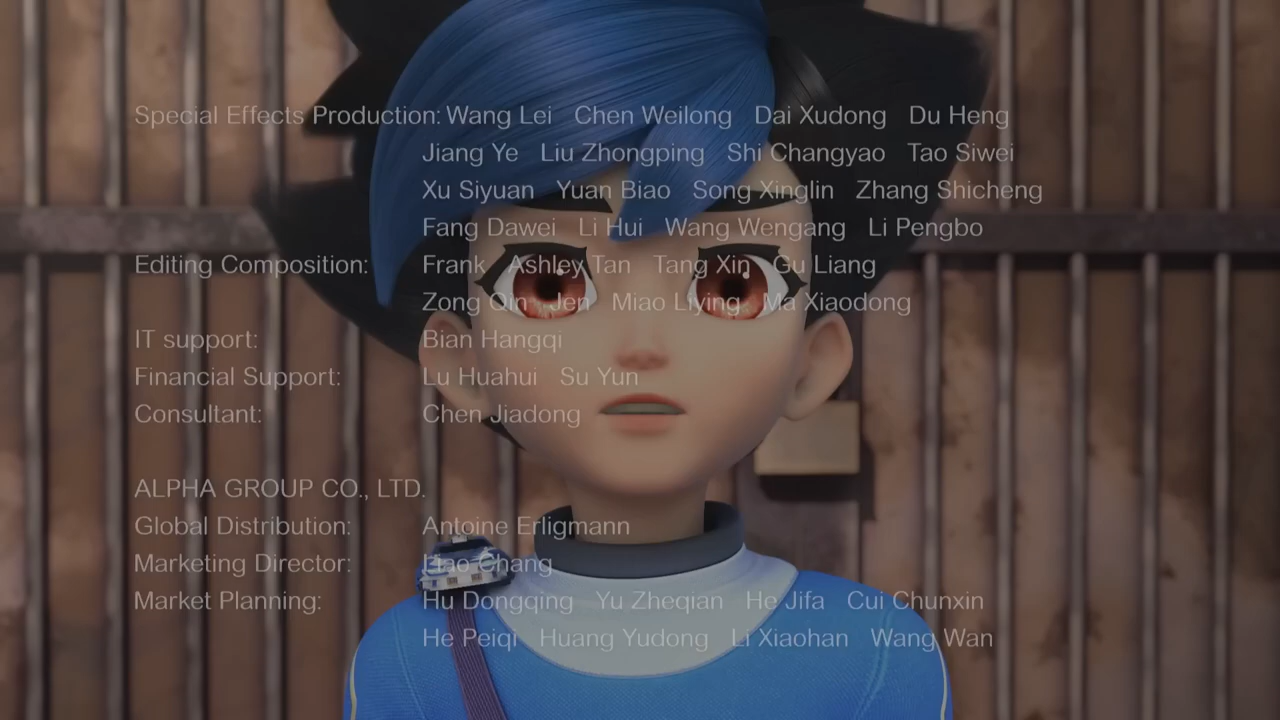 Special Effects Production: Wang Lei Chen Weilong Dai Xudong Du Heng
Jiang Ye Liu Zhongping Shi Changyao Tao Siwei
Xu Siyuan Yuan Biao Song Xinglin Zhang Shicheng
Fang Dawei Li Hui Wang Wengang Li Pengbo
Editing Composition: Frank Ashley Tan Tang Xin Liang
Zong Qin Jen Miao Liying Ma Xiaodong
IT support: Bian Hangqi
Financial Support: Lu Huahui Su Yun
Consultant: Chen Jiadong
ALPHA GROUP CO., LTD.
Global Distribution: Antoine Erligmann
Marketing Director: Liao Chang
Market Planning: Hu Dongqing Yu Zheqian He Jifa Cui Chunxin
He Peiqi Huang Yudong Li Xiaohan Wang Wan